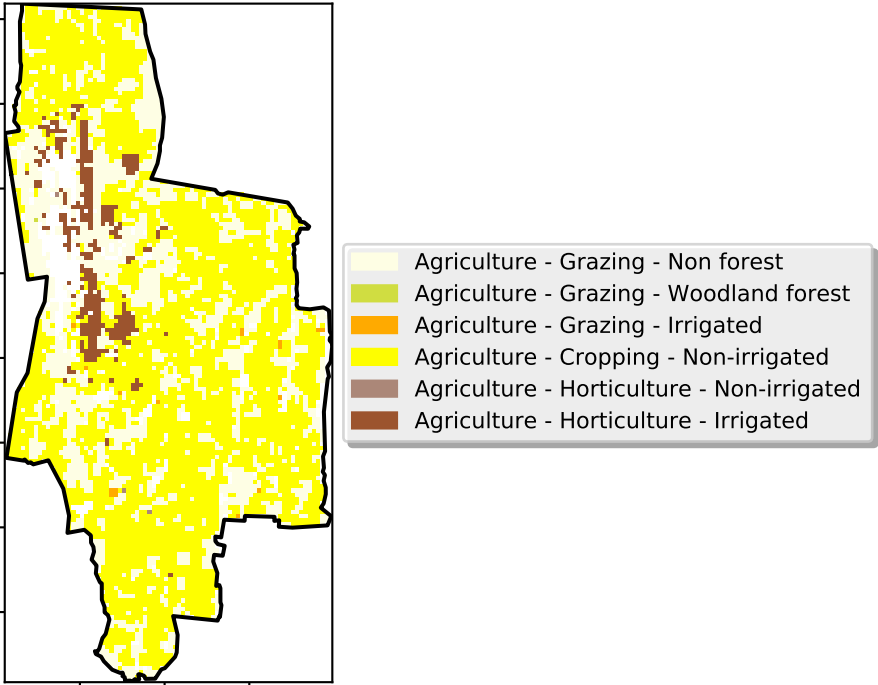 Agriculture - Grazing - Non forest
Agriculture - Grazing - Woodland forest
Agriculture - Grazing - Irrigated
Agriculture - Cropping - Non-irrigated
Agriculture - Horticulture - Non-irrigated
Agriculture - Horticulture - Irrigated